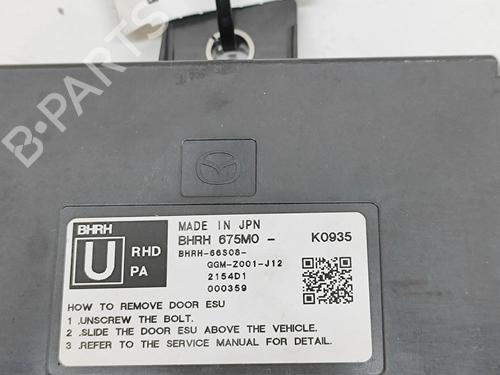 B-PARTS
BHRH
U RHD
PA
MADE IN JPN
BHRH 675M0 - K0935
BHRH-66S08-
GGM-Z001-J12
2154D1
000359
HOW TO REMOVE DOOR ESU
1 .UNSCREW THE BOLT.
2 .SLIDE THE DOOR ESU ABOVE THE VEHICLE.
3 .REFER TO THE SERVICE MANUAL FOR DETAIL.